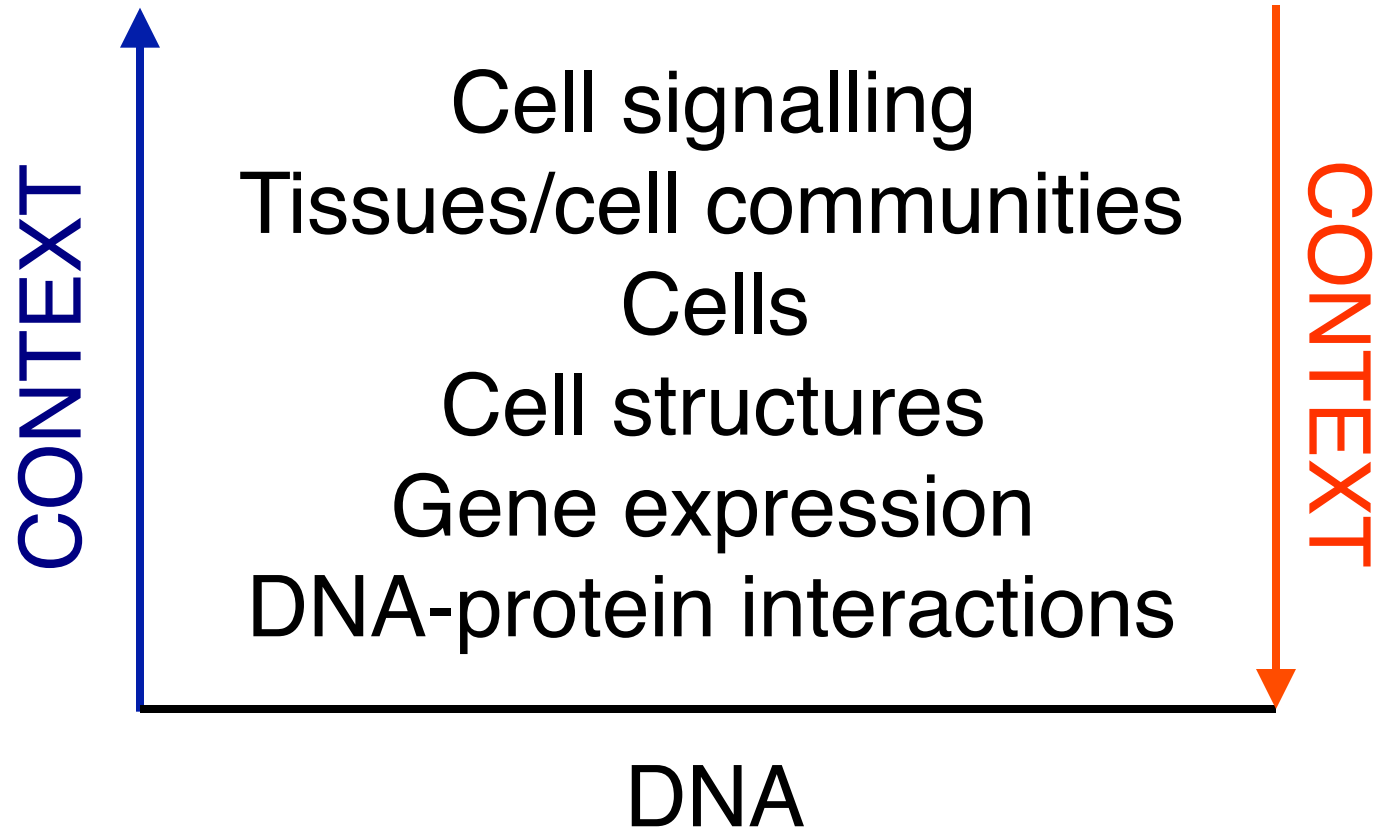 CONTEXT
Cell signalling
Tissues/cell communities
Cells
Cell structures
Gene expression
DNA-protein interactions
CONTEXT
DNA